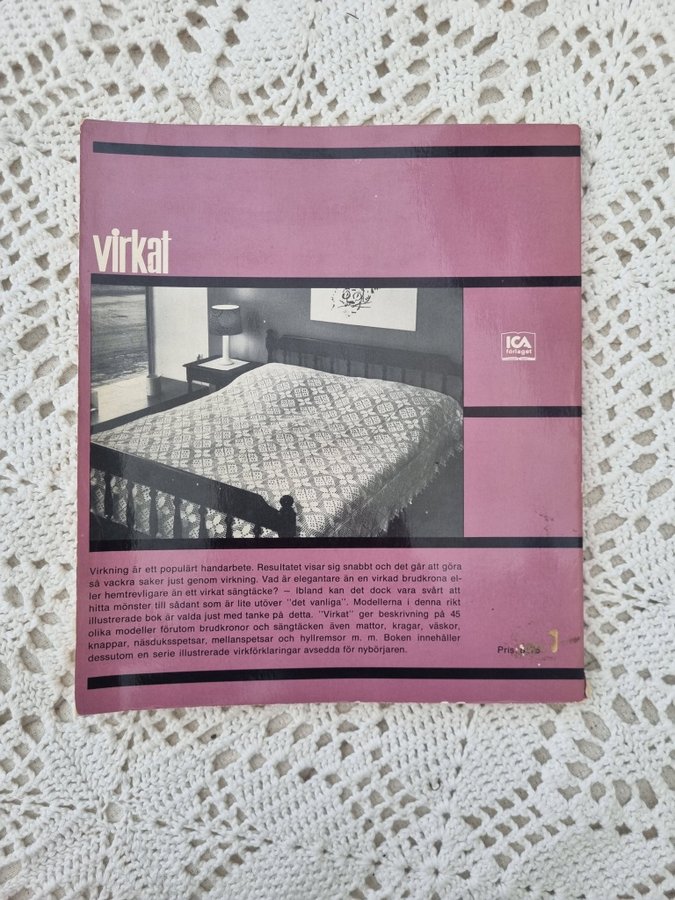 virkat
ICA
förlaget
Virkning är ett populärt handarbete. Resultatet visar sig snabbt och det går att göra
så vackra saker just genom virkning. Vad är elegantare än en virkad brudkrona el-
ler hemtrevligare än ett virkat sängtäcke? — Ibland kan det dock vara svårt att
hitta mönster till sådant som är lite utöver ”det vanliga”. Modellerna i denna rikt
illustrerade bok är valda just med tanke på detta. ”Virkat” ger beskrivning på 45
olika modeller förutom brudkronor och sängtäcken även mattor, kragar, väskor,
knappar, näsduksspetsar, mellanspetsar och hyllremsor m. m. Boken innehåller
dessutom en serie illustrerade virkförklaringar avsedda för nybörjaren.
Pris